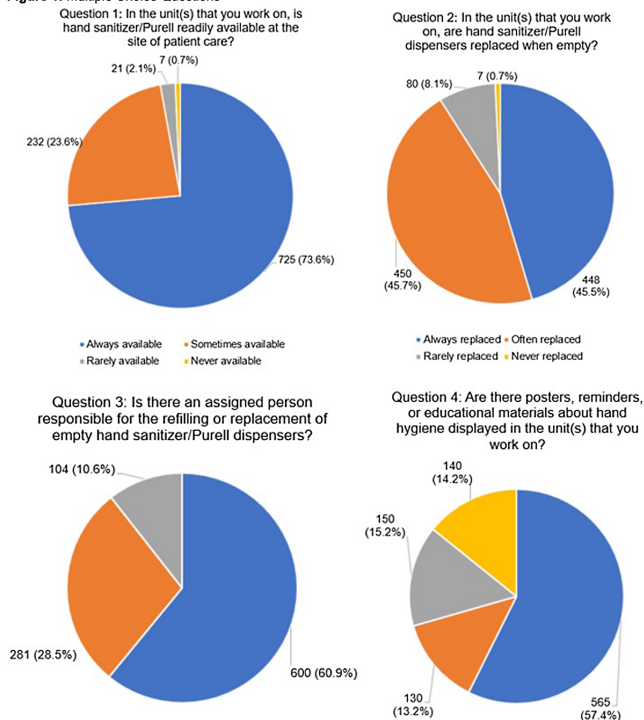 Figure 1. Multiple Choice Questions
Question 1: In the unit(s) that you work on, is
hand sanitizer/Purell readily available at the
site of patient care?
7 (0.7%)
21 (2.1%)
232 (23.6%)
725 (73.6%)
Always available
Sometimes available
Rarely available
Never available
Question 2: In the unit(s) that you work
on, are hand sanitizer/Purell
dispensers replaced when empty?
7 (0.7%)
80 (8.1%)
450
(45.7%)
448
(45.5%)
Always replaced
Often replaced
Rarely replaced
Never replaced
Question 3: Is there an assigned person
responsible for the refilling or replacement of
empty hand sanitizer/Purell dispensers?
104 (10.6%)
281 (28.5%)
600 (60.9%)
Question 4: Are there posters, reminders,
or educational materials about hand
hygiene displayed in the unit(s) that you
work on?
140
(14.2%)
150
(15.2%)
130
(13.2%)
565
(57.4%)